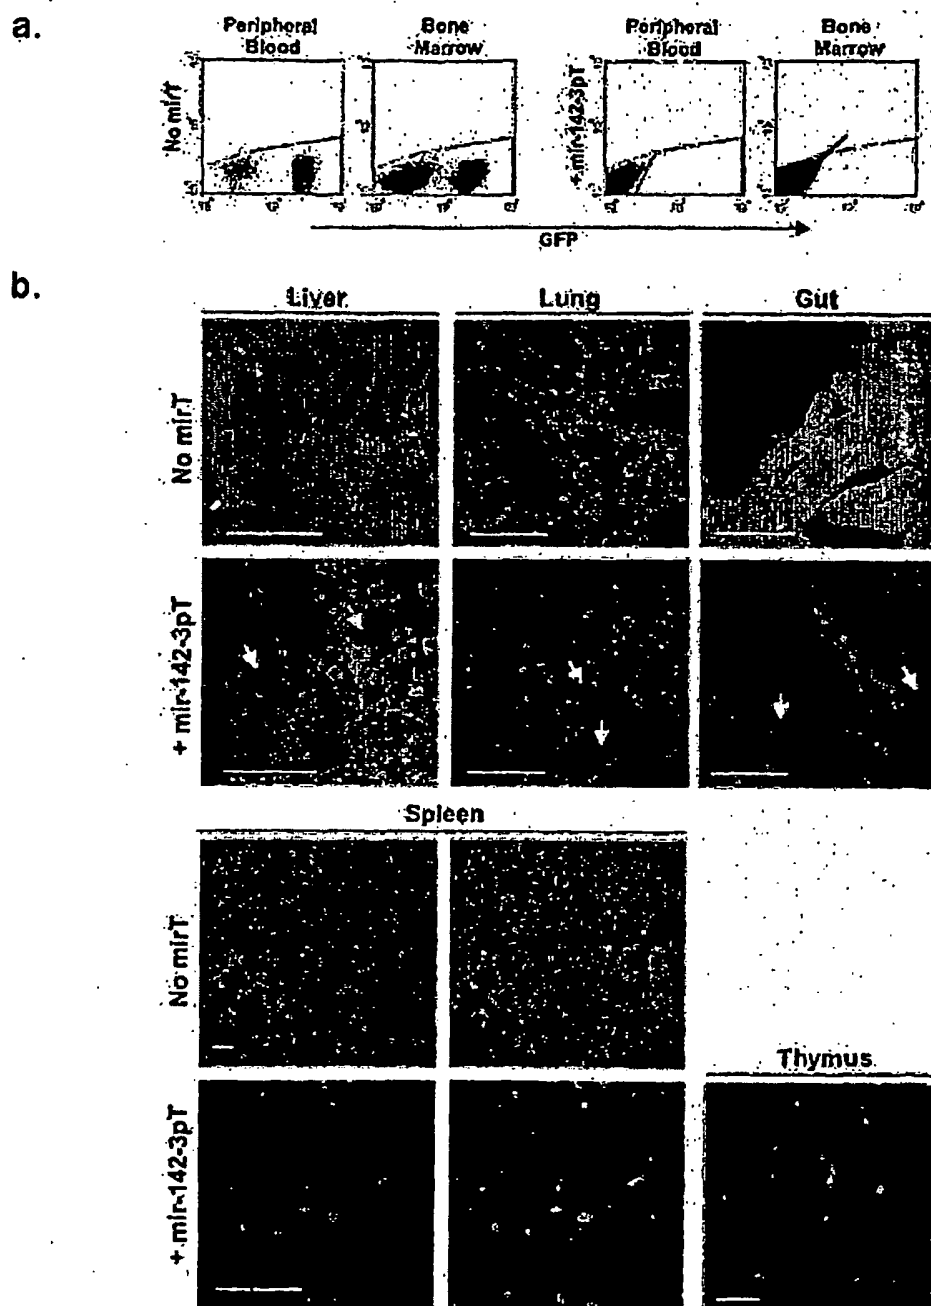 a.
Peripheral Blood
Bone Marrow
Peripheral Blood
Bone Marrow
No mirT
+ mir-142-3pT
GFP
b.
Liver
Lung
Gut
No mirT
+ mir-142-3pT
Spleen
No mirT
Thymus
+ mir-142-3pT